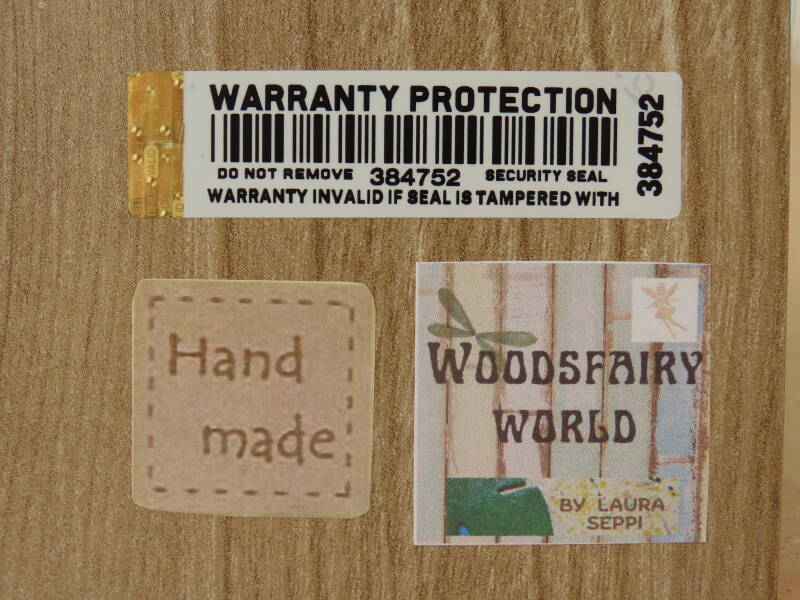 WARRANTY PROTECTION
DO NOT REMOVE 384752 SECURITY SEAL
WARRANTY INVALID IF SEAL IS TAMPERED WITH
384752
VALID
Hand
made
WOODSFAIRY
WORLD
BY LAURA
SEPPI